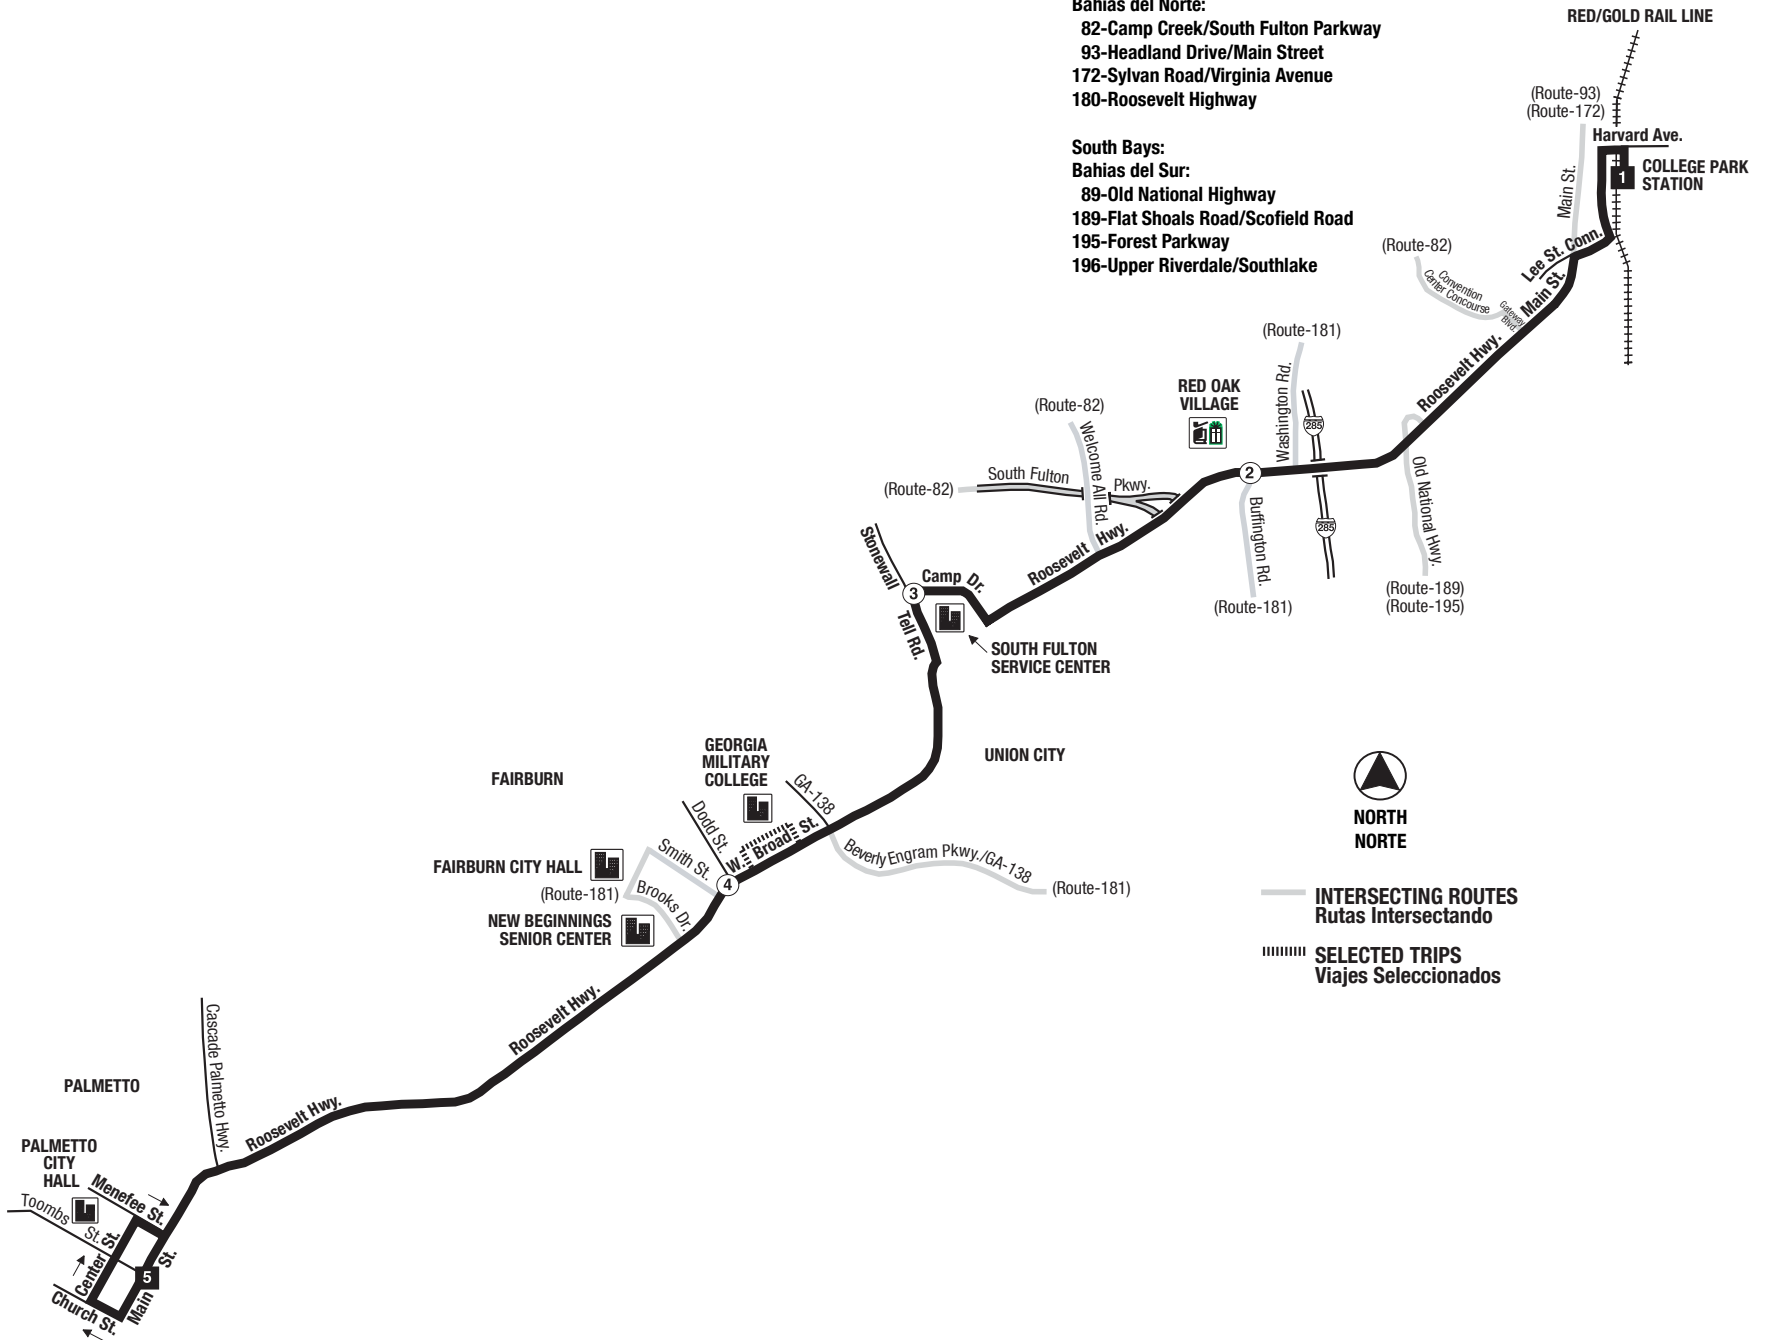 Bahias del Norte:
82-Camp Creek/South Fulton Parkway
93-Headland Drive/Main Street
172-Sylvan Road/Virginia Avenue
180-Roosevelt Highway
South Bays:
Bahias del Sur:
89-Old National Highway
189-Flat Shoals Road/Scofield Road
195-Forest Parkway
196-Upper Riverdale/Southlake
RED/GOLD RAIL LINE
(Route-93)
(Route-172)
Harvard Ave.
1
COLLEGE PARK
STATION
Main St.
Lee St. Conn.
Main St.
(Route-82)
Convention
Center Concourse
Gateway
Blvd.
Roosevelt Hwy.
(Route-181)
Washington Rd.
285
285
RED OAK
VILLAGE
2
Buffington Rd.
(Route-181)
Old National Hwy.
(Route-189)
(Route-195)
(Route-82)
Welcome All Rd.
(Route-82)
South Fulton
Pkwy.
Roosevelt Hwy.
Stonewall
Tell Rd.
3
Camp Dr.
SOUTH FULTON
SERVICE CENTER
UNION CITY
GEORGIA
MILITARY
COLLEGE
FAIRBURN
GA-138
Dodd St.
W. Broad St.
4
Smith St.
FAIRBURN CITY HALL
(Route-181)
Brooks Dr.
NEW BEGINNINGS
SENIOR CENTER
Beverly Engram Pkwy./GA-138
(Route-181)
NORTH
NORTE
INTERSECTING ROUTES
Rutas Intersectando
SELECTED TRIPS
Viajes Seleccionados
Roosevelt Hwy.
Cascade Palmetto Hwy.
PALMETTO
Roosevelt Hwy.
PALMETTO
CITY
HALL
Menefee St.
Toombs
St.
Center St.
5
Main St.
Church St.